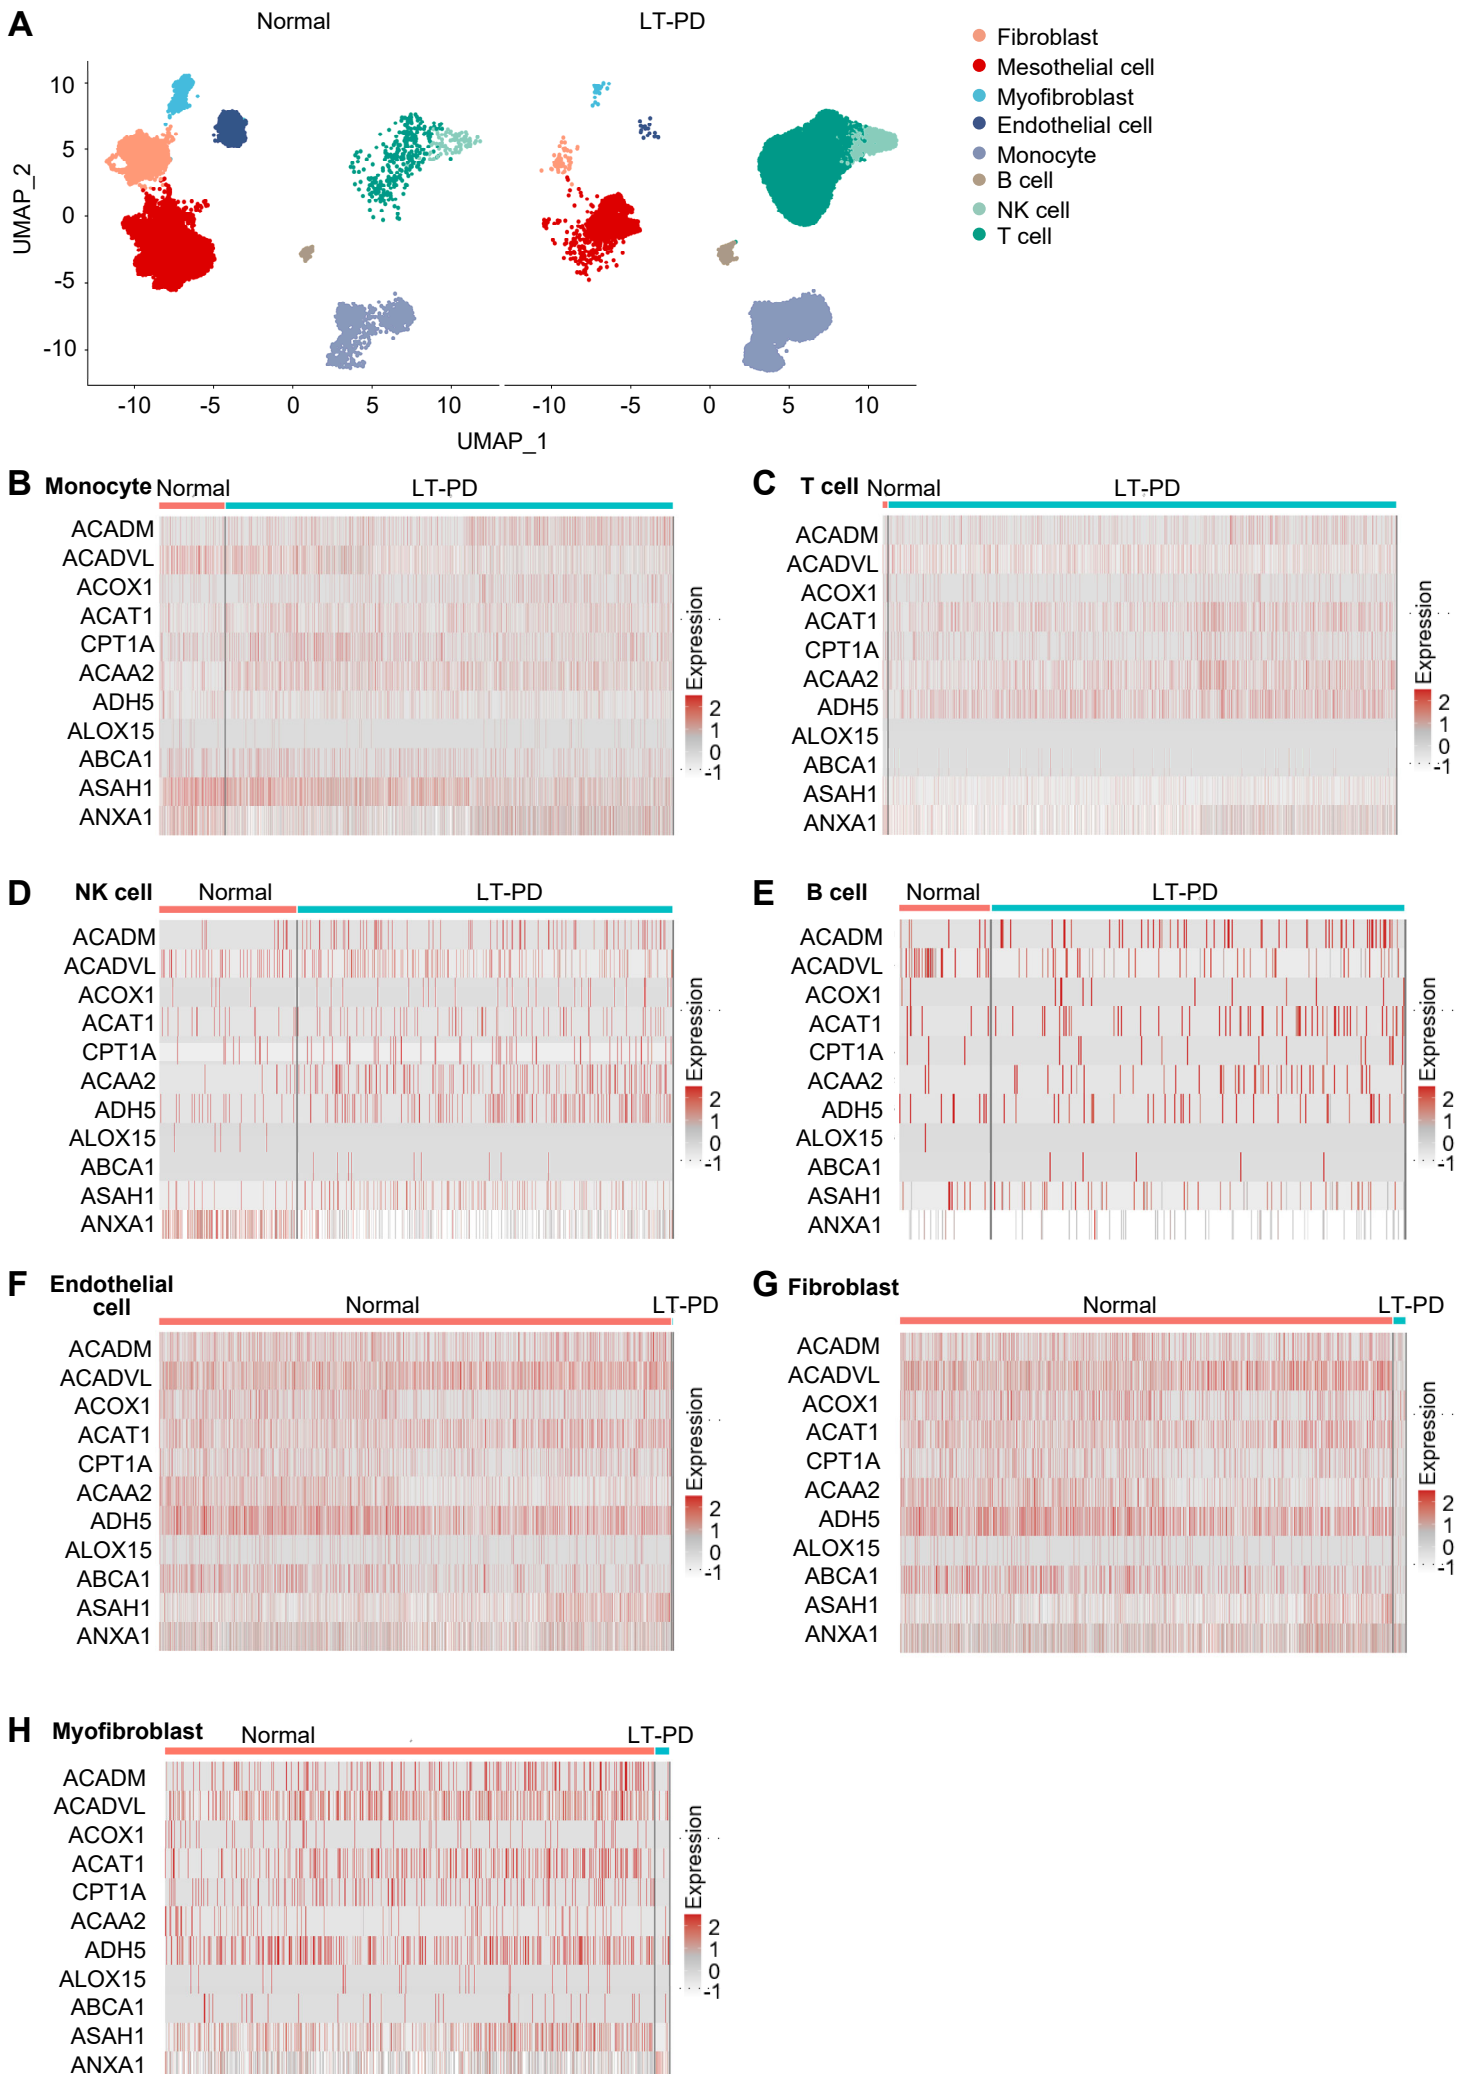 A
Normal
LT-PD
Fibroblast
Mesothelial cell
Myofibroblast
Endothelial cell
Monocyte
B cell
NK cell
T cell
UMAP_2
10
5
0
-5
-10
-10 -5 0 5 10
-10 -5 0 5 10
UMAP_1
B Monocyte Normal LT-PD
ACADM
ACADVL
ACOX1
ACAT1
CPT1A
ACAA2
ADH5
ALOX15
ABCA1
ASAH1
ANXA1
Expression
2
1
0
-1
C T cell Normal LT-PD
ACADM
ACADVL
ACOX1
ACAT1
CPT1A
ACAA2
ADH5
ALOX15
ABCA1
ASAH1
ANXA1
Expression
2
1
0
-1
D NK cell Normal LT-PD
ACADM
ACADVL
ACOX1
ACAT1
CPT1A
ACAA2
ADH5
ALOX15
ABCA1
ASAH1
ANXA1
Expression
2
1
0
-1
E B cell Normal LT-PD
ACADM
ACADVL
ACOX1
ACAT1
CPT1A
ACAA2
ADH5
ALOX15
ABCA1
ASAH1
ANXA1
Expression
2
1
0
-1
F Endothelial
cell Normal LT-PD
ACADM
ACADVL
ACOX1
ACAT1
CPT1A
ACAA2
ADH5
ALOX15
ABCA1
ASAH1
ANXA1
Expression
2
1
0
-1
G Fibroblast
Normal LT-PD
ACADM
ACADVL
ACOX1
ACAT1
CPT1A
ACAA2
ADH5
ALOX15
ABCA1
ASAH1
ANXA1
Expression
2
1
0
-1
H Myofibroblast Normal LT-PD
ACADM
ACADVL
ACOX1
ACAT1
CPT1A
ACAA2
ADH5
ALOX15
ABCA1
ASAH1
ANXA1
Expression
2
1
0
-1